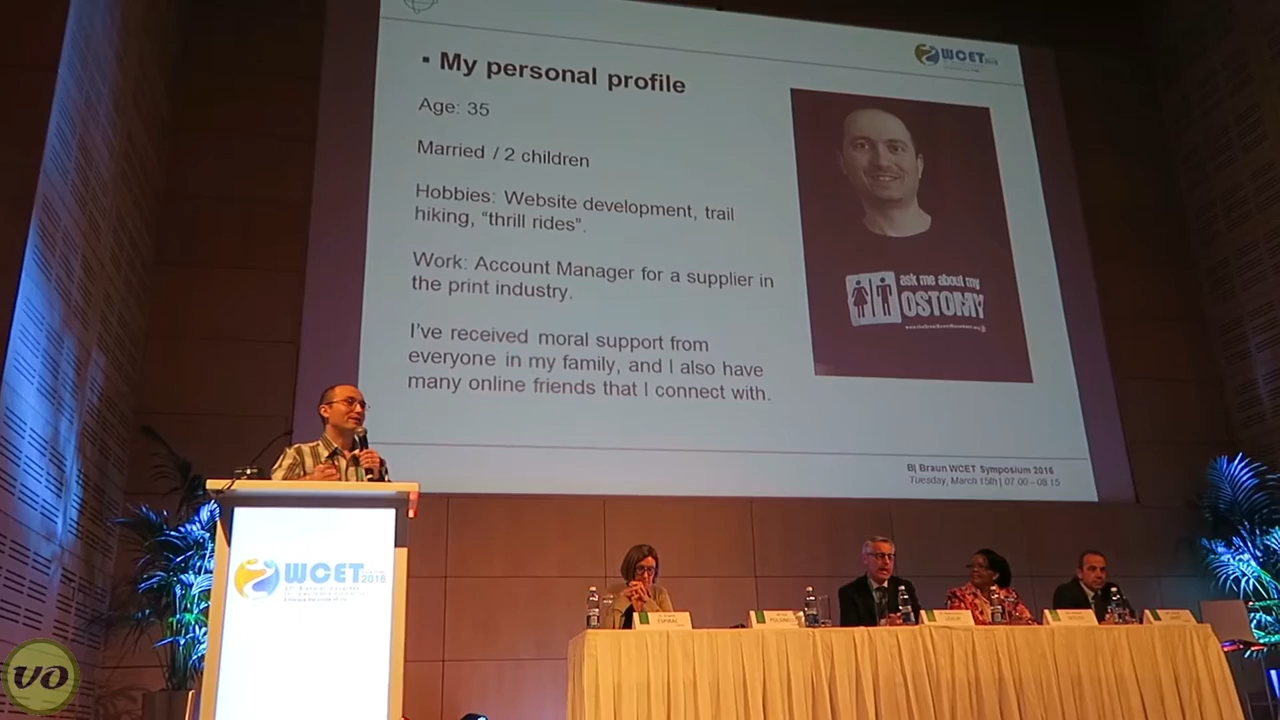 WCET
▪ My personal profile
Age: 35
Married / 2 children
Hobbies: Website development, trail
hiking, “thrill rides”.
Work: Account Manager for a supplier in
the print industry.
I’ve received moral support from
everyone in my family, and I also have
many online friends that I connect with.
ask me about my
OSTOMY
B| Braun WCET Symposium 2016
Tuesday, March 15th | 07.00 – 08.15
WCET
2016
ESPIRAC
vo